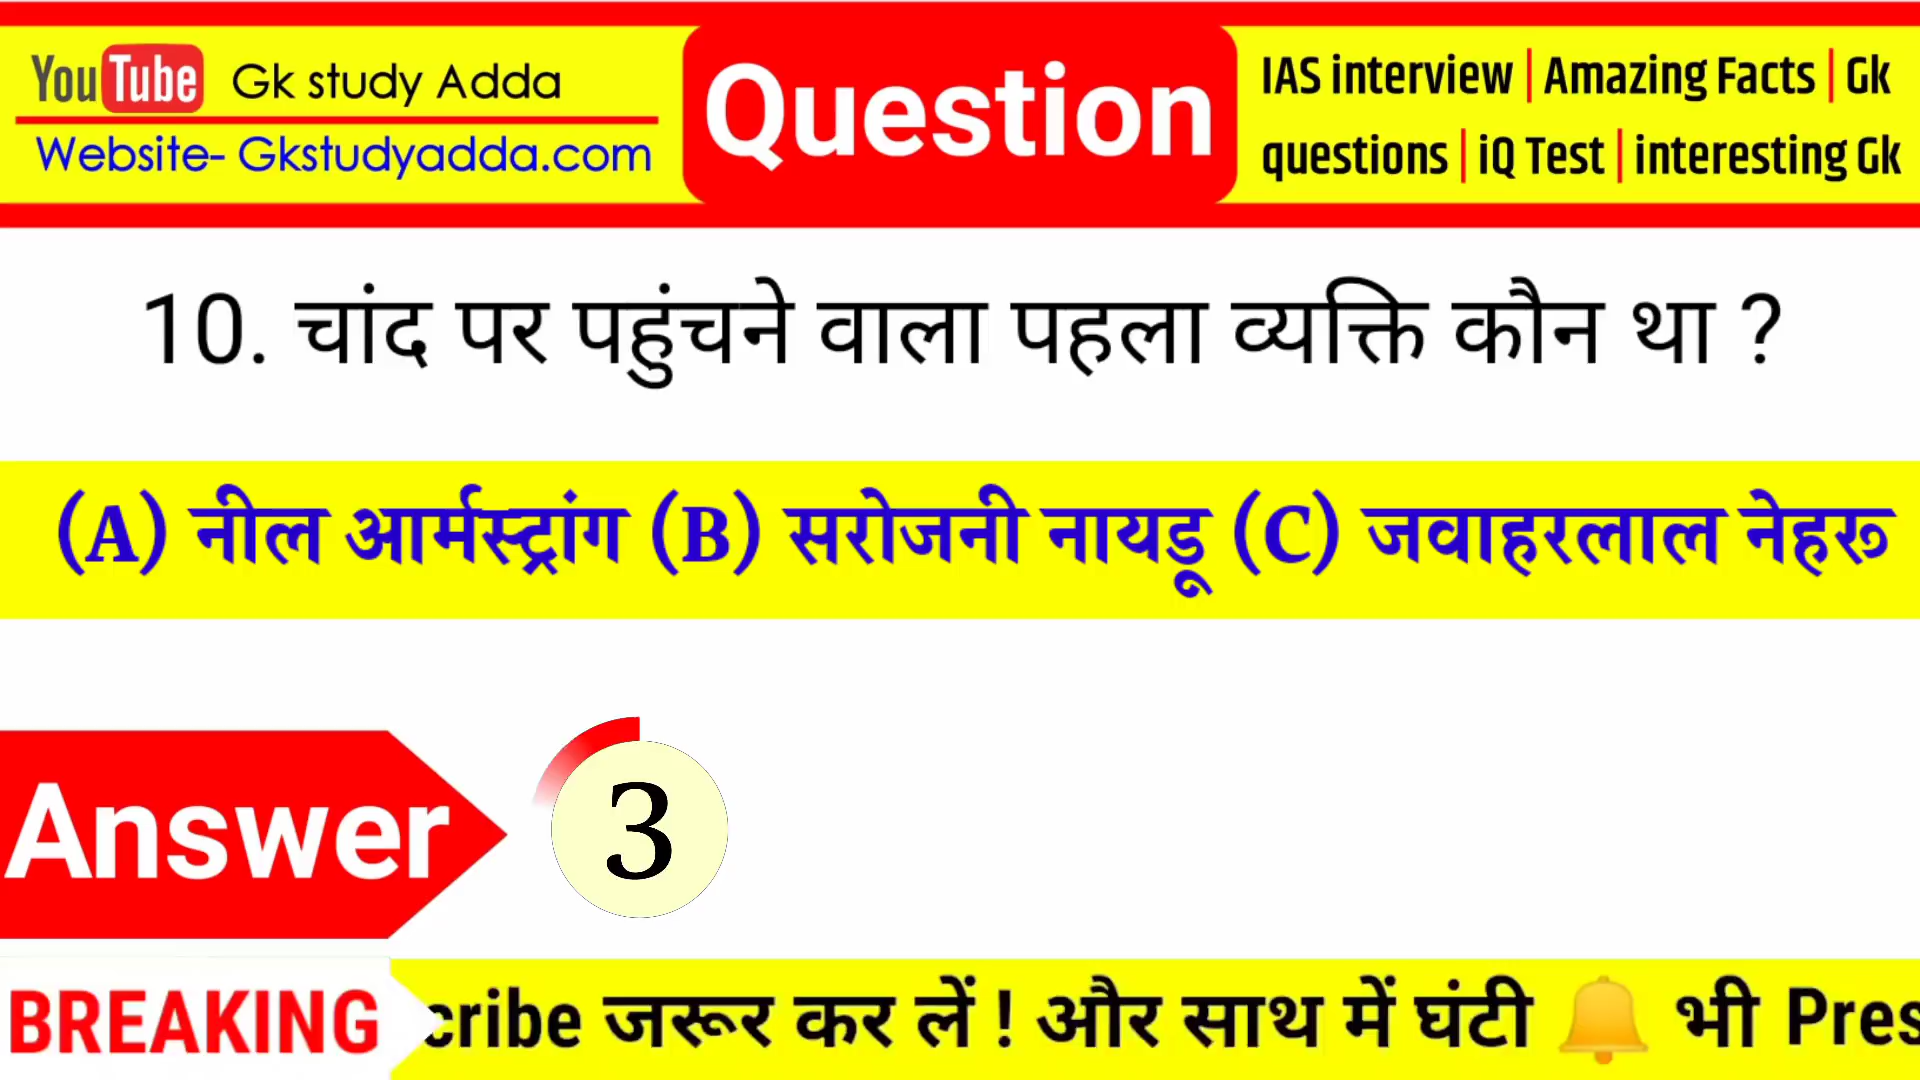 YouTube Gk study Adda
Website- Gkstudyadda.com
Question
IAS interview | Amazing Facts | Gk
questions | iQ Test | interesting Gk
10. चांद पर पहुंचने वाला पहला व्यक्ति कौन था ?
(A) नील आर्मस्ट्रांग (B) सरोजनी नायडू (C) जवाहरलाल नेहरू
Answer
3
BREAKING
cribe जरूर कर लें ! और साथ में घंटी 🔔 भी Pres